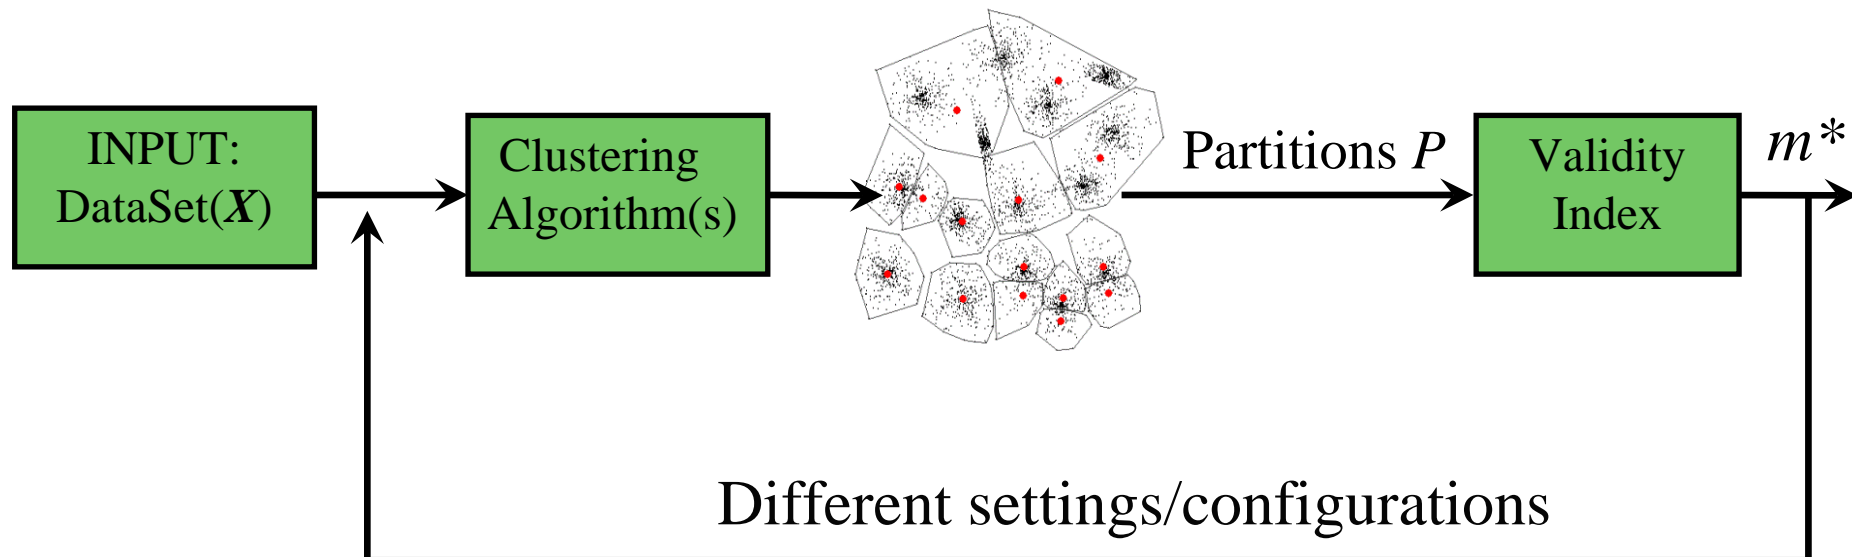 INPUT:
DataSet(X)
Clustering
Algorithm(s)
Partitions P
Validity
Index
m*
Different settings/configurations